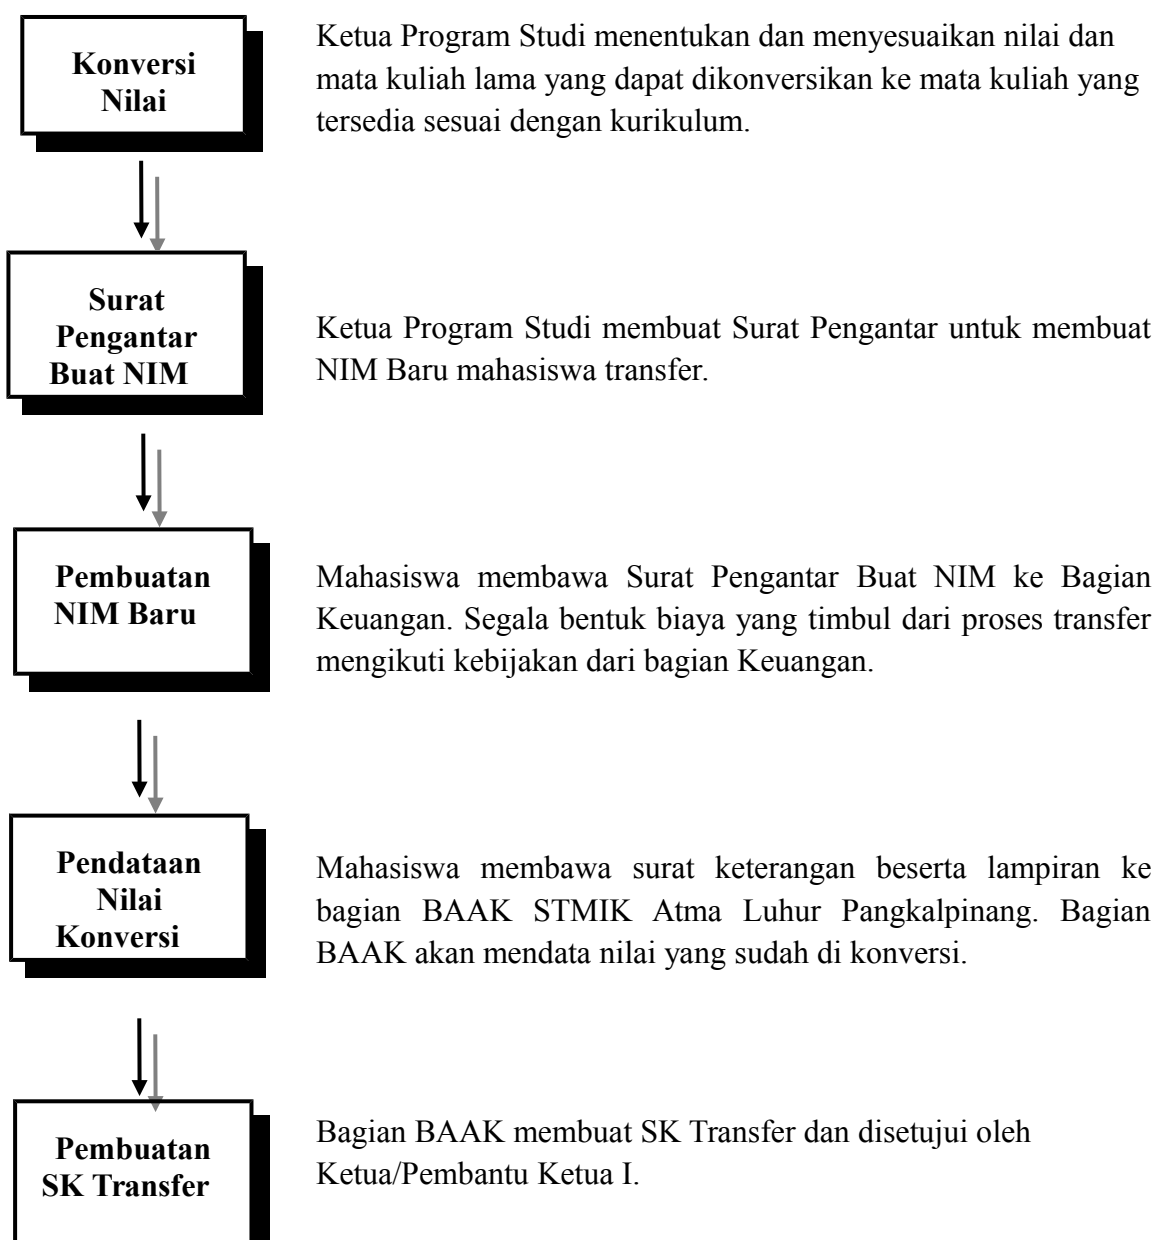 Konversi
Nilai
Ketua Program Studi menentukan dan menyesuaikan nilai dan
mata kuliah lama yang dapat dikonversikan ke mata kuliah yang
tersedia sesuai dengan kurikulum.
Surat
Pengantar
Buat NIM
Ketua Program Studi membuat Surat Pengantar untuk membuat
NIM Baru mahasiswa transfer.
Pembuatan
NIM Baru
Mahasiswa membawa Surat Pengantar Buat NIM ke Bagian
Keuangan. Segala bentuk biaya yang timbul dari proses transfer
mengikuti kebijakan dari bagian Keuangan.
Pendataan
Nilai
Konversi
Mahasiswa membawa surat keterangan beserta lampiran ke
bagian BAAK STMIK Atma Luhur Pangkalpinang. Bagian
BAAK akan mendata nilai yang sudah di konversi.
Pembuatan
SK Transfer
Bagian BAAK membuat SK Transfer dan disetujui oleh
Ketua/Pembantu Ketua I.